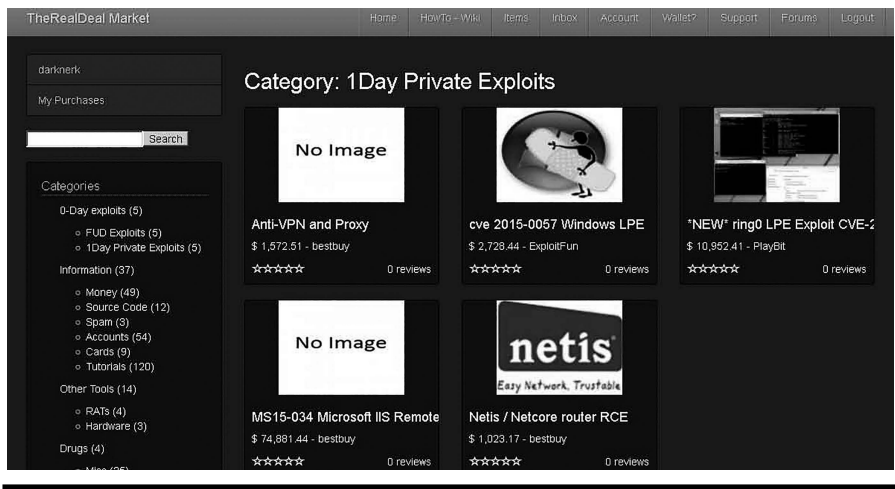 TheRealDeal Market
Home HowTo - Wiki Items Inbox Account Wallet? Support Forums Logout
darknerk
My Purchases
Search
Categories
0-Day exploits (5)
FUD Exploits (5)
1Day Private Exploits (5)
Information (37)
Money (49)
Source Code (12)
Spam (3)
Accounts (54)
Cards (9)
Tutorials (120)
Other Tools (14)
RATs (4)
Hardware (3)
Drugs (4)
Category: 1Day Private Exploits
No Image
Anti-VPN and Proxy
$ 1,572.51 - bestbuy
0 reviews
cve 2015-0057 Windows LPE
$ 2,728.44 - ExploitFun
0 reviews
*NEW* ring0 LPE Exploit CVE-2
$ 10,952.41 - PlayBit
0 reviews
No Image
MS15-034 Microsoft IIS Remote
$ 74,881.44 - bestbuy
0 reviews
netis
Easy Network, Trustable
Netis / Netcore router RCE
$ 1,023.17 - bestbuy
0 reviews